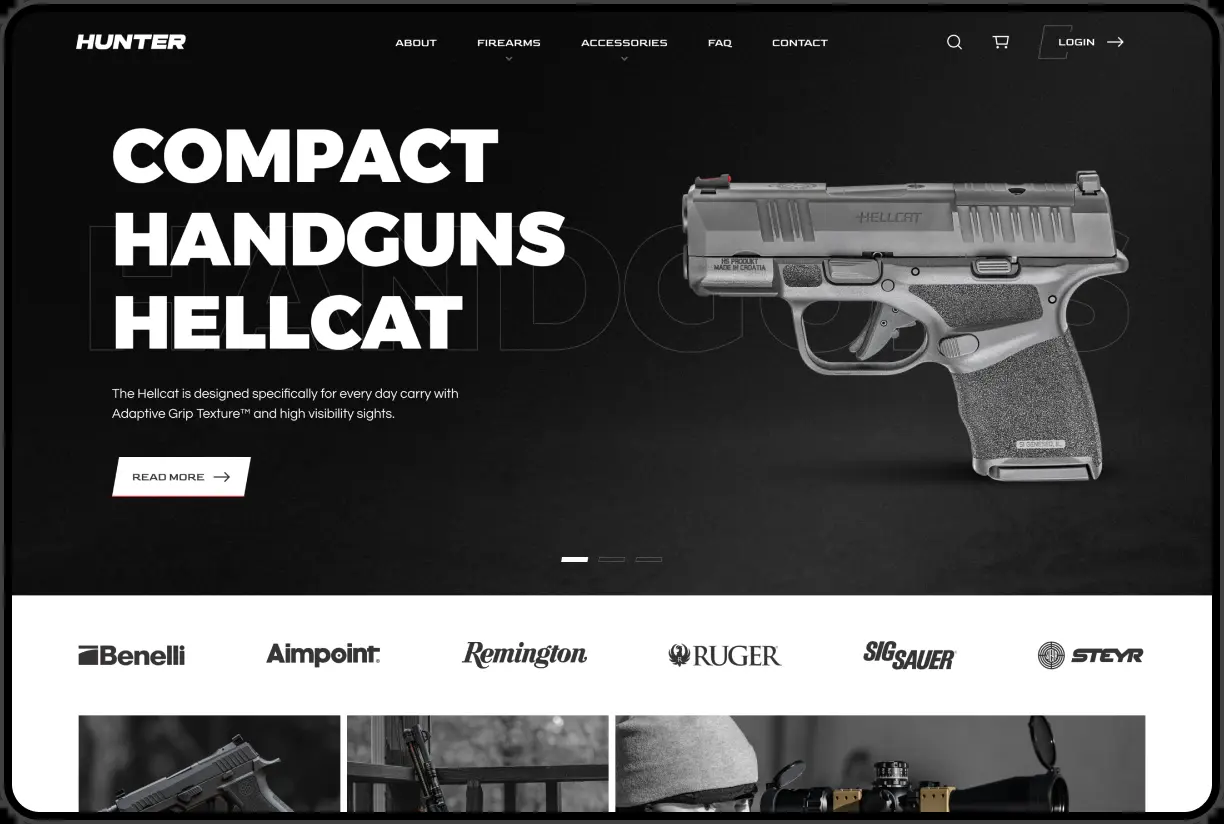 HUNTER
ABOUT
FIREARMS
ACCESSORIES
FAQ
CONTACT
LOGIN
COMPACT
HANDGUNS
HELLCAT
HANDGUNS
HELLCAT
HS PRODUKT
MADE IN CROATIA
The Hellcat is designed specifically for every day carry with
Adaptive Grip Texture™ and high visibility sights.
READ MORE
Benelli
Aimpoint®
Remington
RUGER
SIG SAUER
STEYR